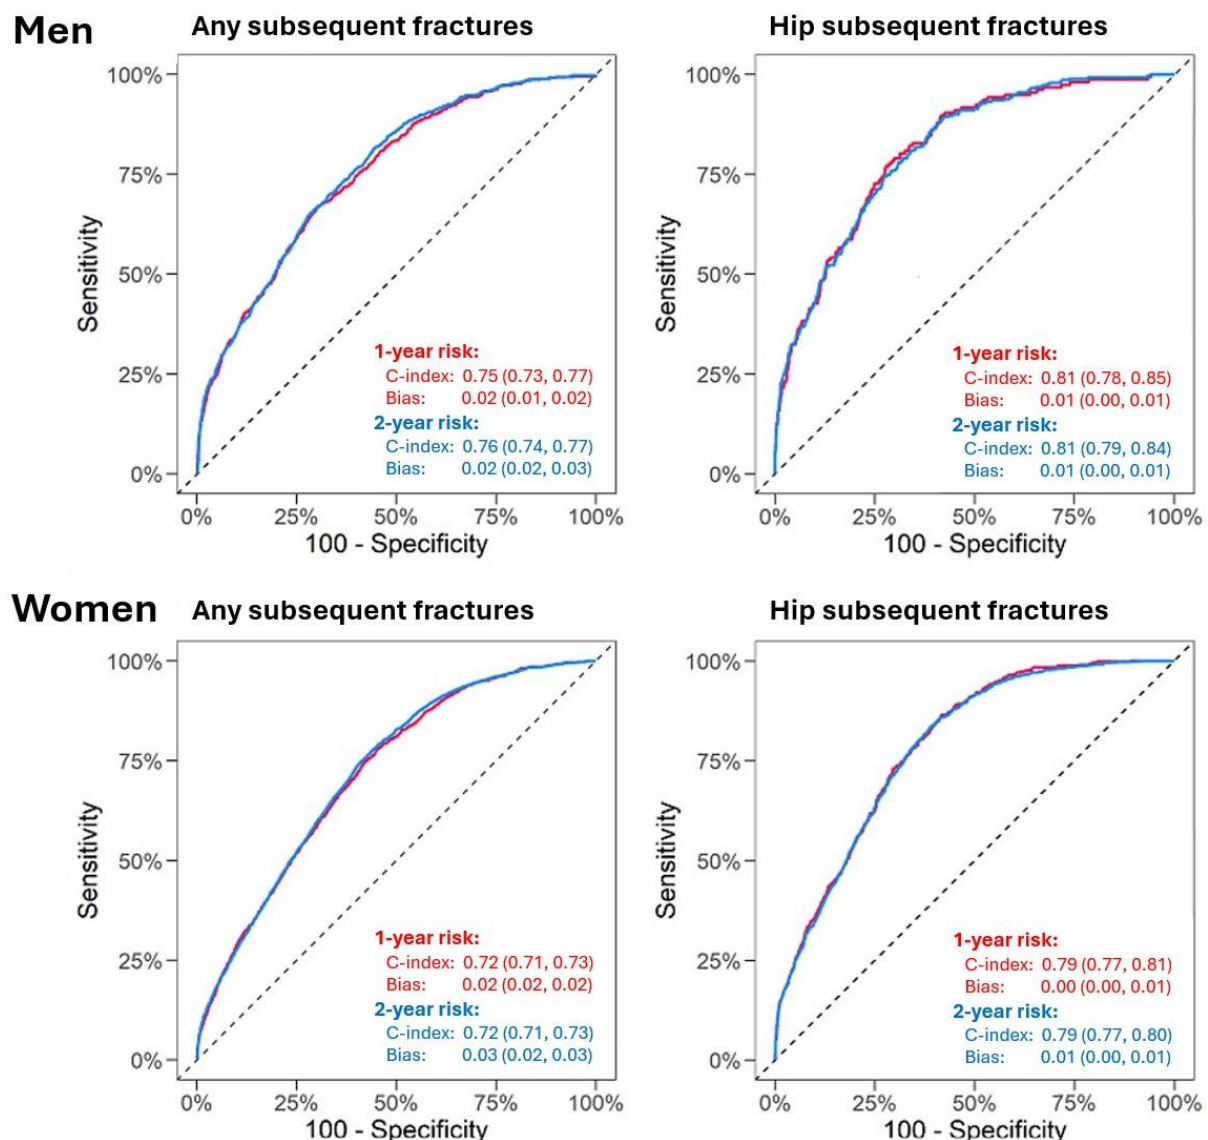 Men
Any subsequent fractures
Hip subsequent fractures
100%
75%
50%
25%
0%
Sensitivity
1-year risk:
C-index: 0.75 (0.73, 0.77)
Bias: 0.02 (0.01, 0.02)
2-year risk:
C-index: 0.76 (0.74, 0.77)
Bias: 0.02 (0.02, 0.03)
0% 25% 50% 75% 100%
100 - Specificity
100%
75%
50%
25%
0%
Sensitivity
1-year risk:
C-index: 0.81 (0.78, 0.85)
Bias: 0.01 (0.00, 0.01)
2-year risk:
C-index: 0.81 (0.79, 0.84)
Bias: 0.01 (0.00, 0.01)
0% 25% 50% 75% 100%
100 - Specificity
Women
Any subsequent fractures
Hip subsequent fractures
100%
75%
50%
25%
0%
Sensitivity
1-year risk:
C-index: 0.72 (0.71, 0.73)
Bias: 0.02 (0.02, 0.02)
2-year risk:
C-index: 0.72 (0.71, 0.73)
Bias: 0.03 (0.02, 0.03)
0% 25% 50% 75% 100%
100 - Specificity
100%
75%
50%
25%
0%
Sensitivity
1-year risk:
C-index: 0.79 (0.77, 0.81)
Bias: 0.00 (0.00, 0.01)
2-year risk:
C-index: 0.79 (0.77, 0.80)
Bias: 0.01 (0.00, 0.01)
0% 25% 50% 75% 100%
100 - Specificity